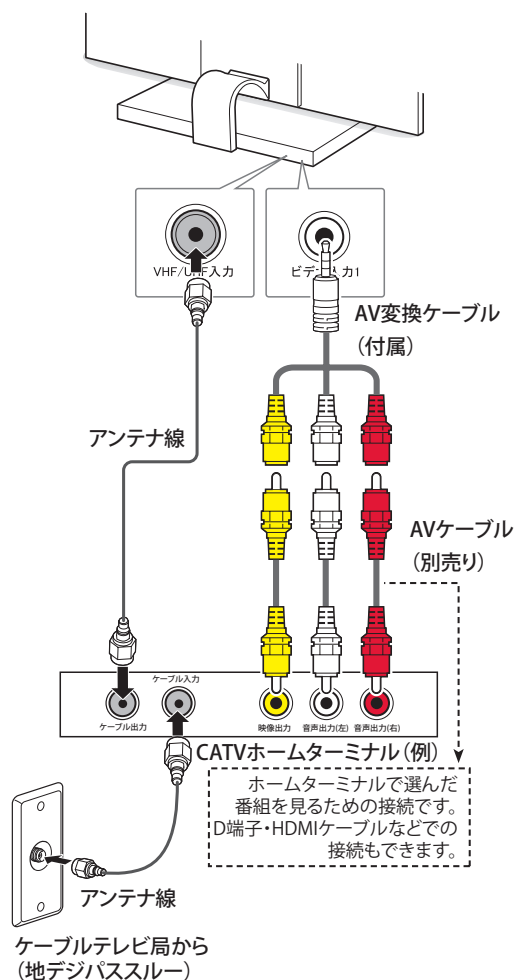 VHF/UHF入力
ビデオ入力1
AV変換ケーブル
（付属）
アンテナ線
AVケーブル
（別売り）
ケーブル入力
ケーブル出力
映像出力
音声出力(左)
音声出力(右)
CATVホームターミナル（例）
ホームターミナルで選んだ
番組を見るための接続です。
D端子・HDMIケーブルなどでの
接続もできます。
アンテナ線
ケーブルテレビ局から
（地デジパススルー）